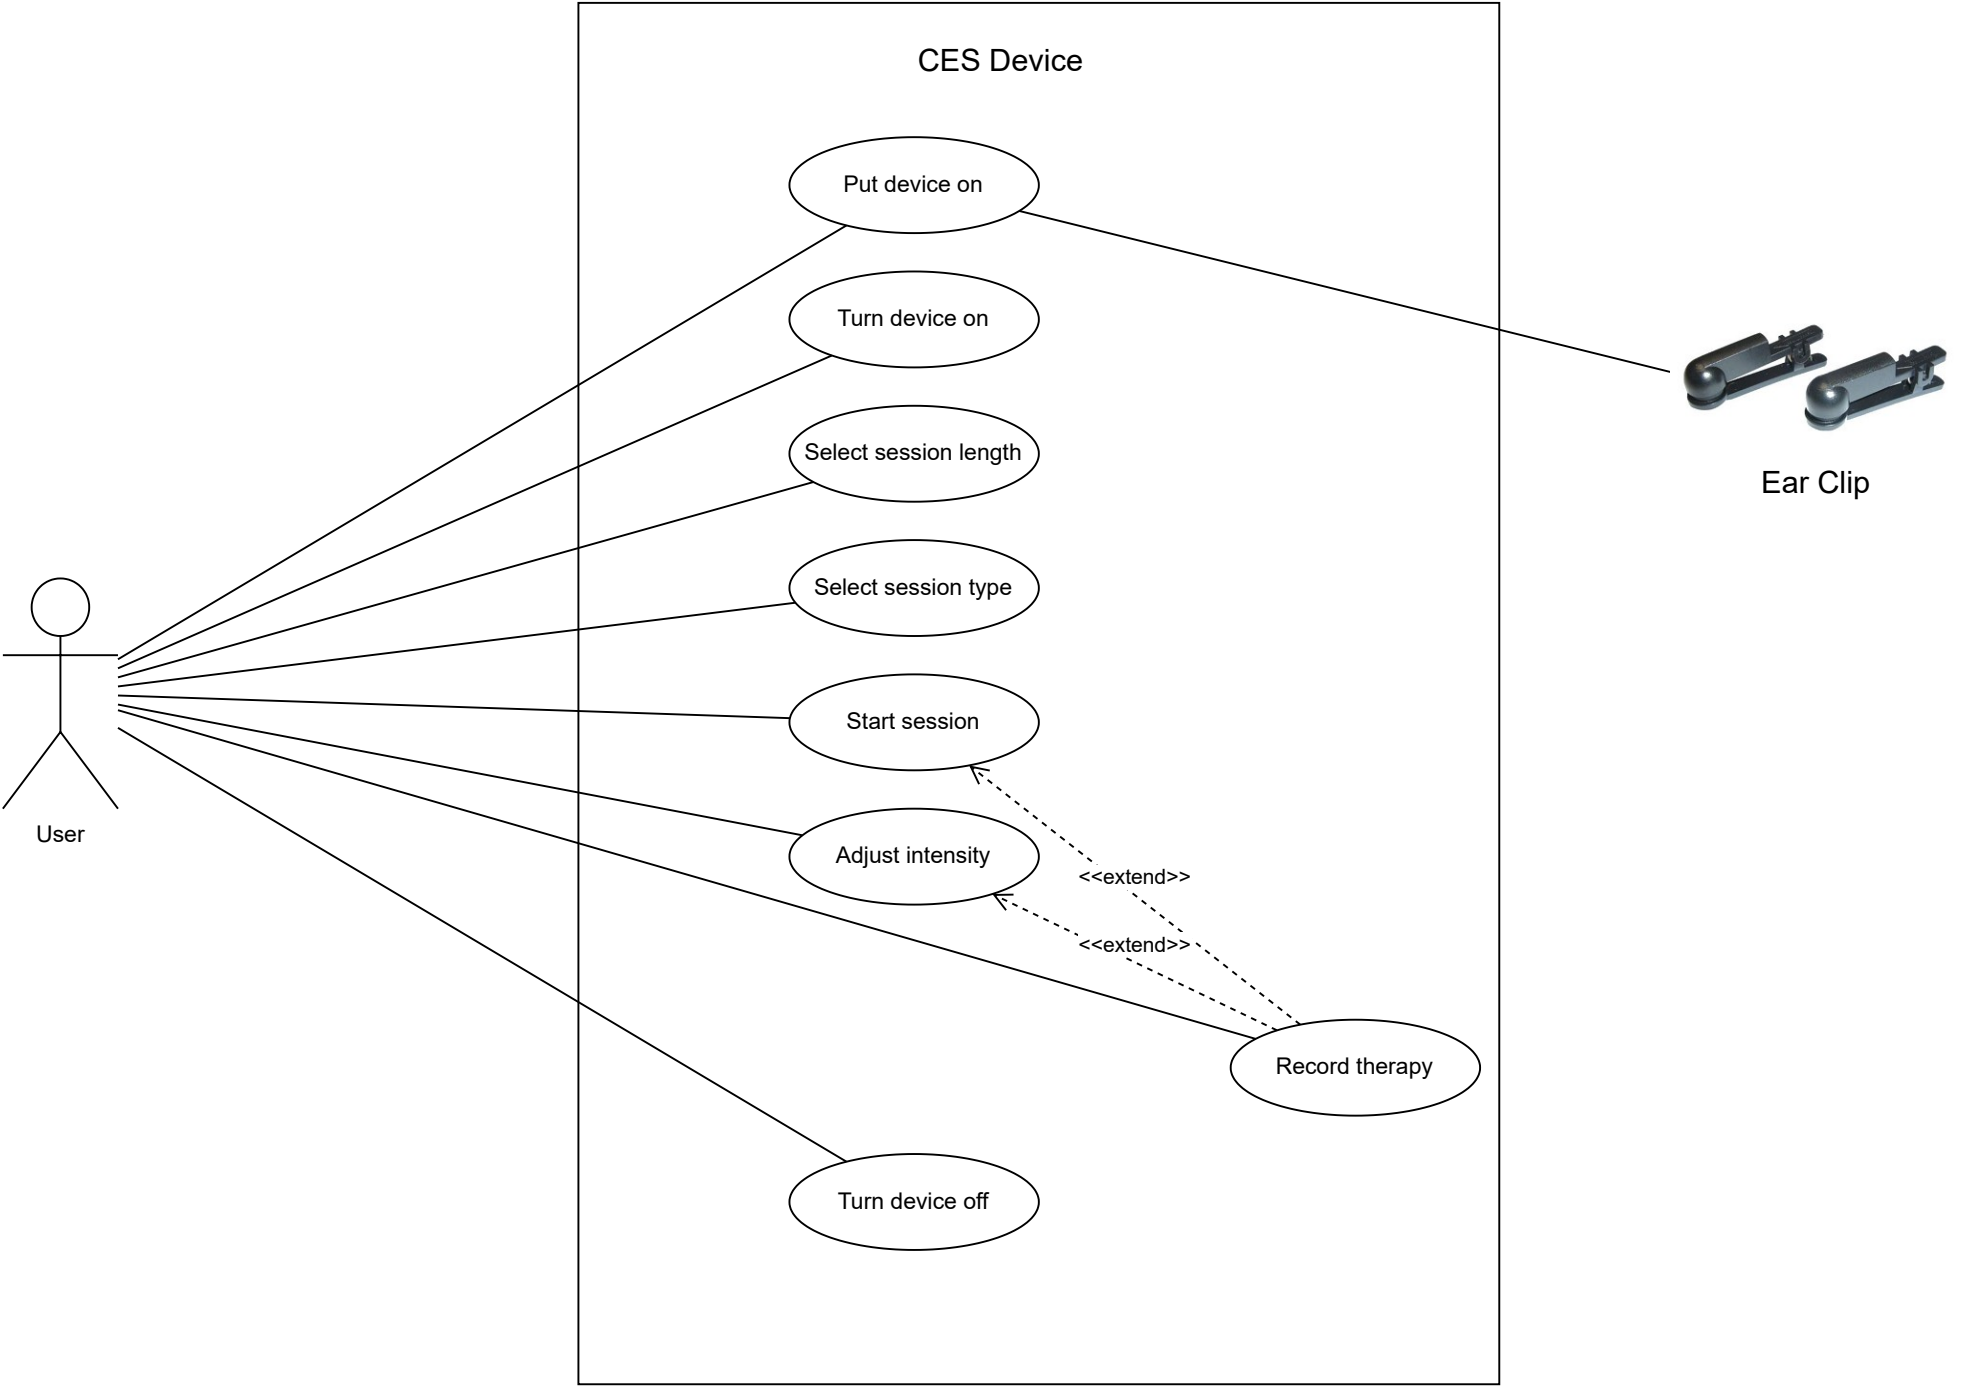 CES Device
Put device on
Turn device on
Select session length
Ear Clip
Select session type
Start session
User
Adjust intensity
<<extend>>
<<extend>>
Record therapy
Turn device off